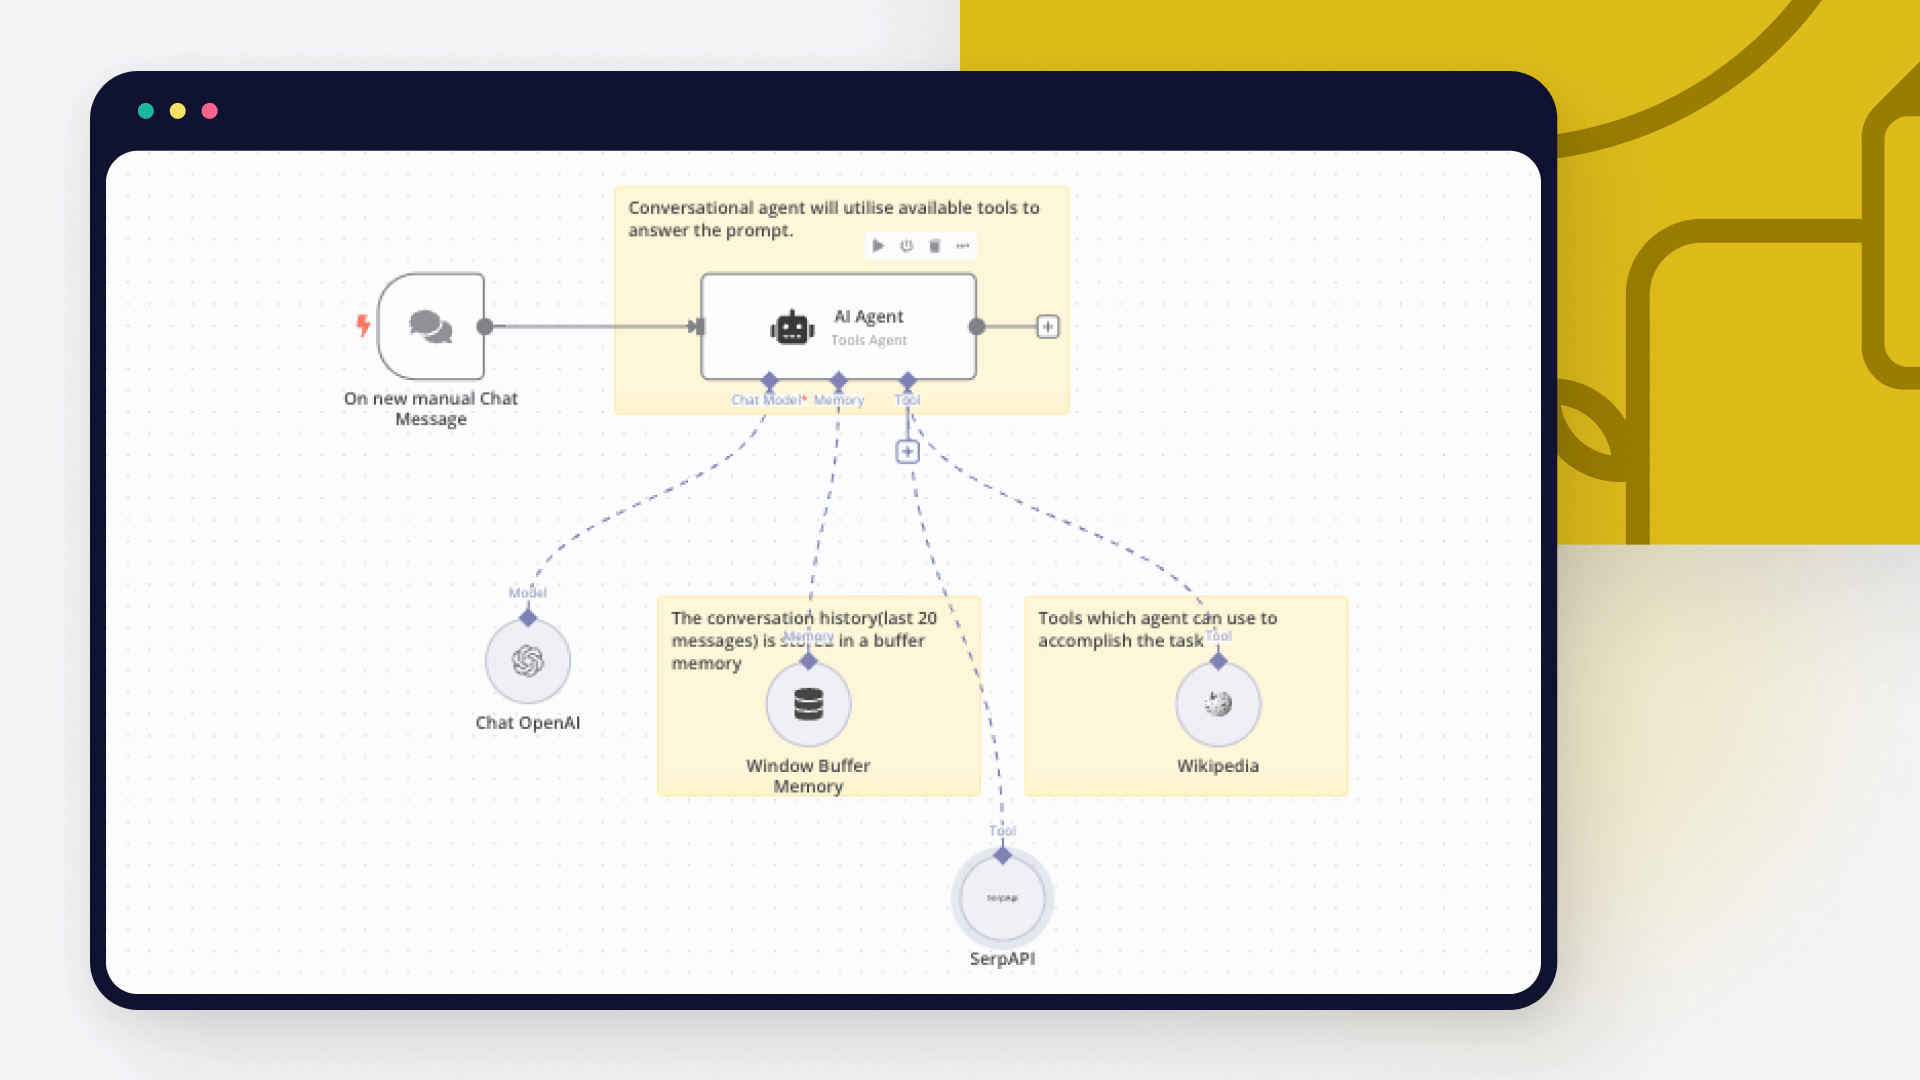 Conversational agent will utilise available tools to
answer the prompt.
AI Agent
Tools Agent
On new manual Chat
Message
Chat Model*
Memory
Tool
Model
Chat OpenAI
The conversation history(last 20
messages) is stored in a buffer
memory
Memory
Window Buffer
Memory
Tools which agent can use to
accomplish the task
Tool
Wikipedia
Tool
SerpApi
SerpAPI